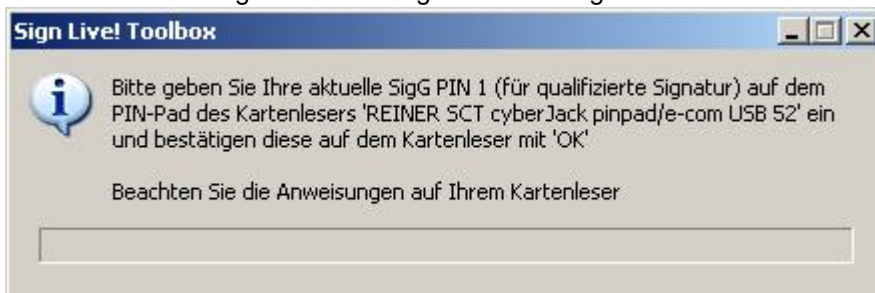 Sign Live! Toolbox
Bitte geben Sie Ihre aktuelle SigG PIN 1 (für qualifizierte Signatur) auf dem
PIN-Pad des Kartenlesers 'REINER SCT cyberJack pinpad/e-com USB 52' ein
und bestätigen diese auf dem Kartenleser mit 'OK'
Beachten Sie die Anweisungen auf Ihrem Kartenleser